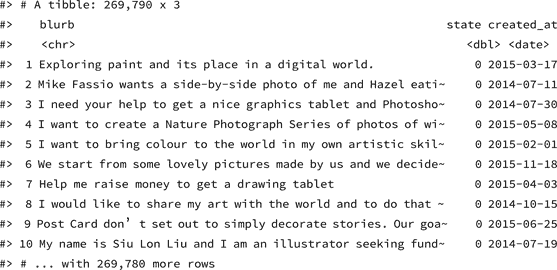 #> # A tibble: 269,790 x 3
#> blurb state created_at
#> <chr> <dbl> <date>
#> 1 Exploring paint and its place in a digital world. 0 2015-03-17
#> 2 Mike Fassio wants a side-by-side photo of me and Hazel eati~ 0 2014-07-11
#> 3 I need your help to get a nice graphics tablet and Photosho~ 0 2014-07-30
#> 4 I want to create a Nature Photograph Series of photos of wi~ 0 2015-05-08
#> 5 I want to bring colour to the world in my own artistic skil~ 0 2015-02-01
#> 6 We start from some lovely pictures made by us and we decide~ 0 2015-11-18
#> 7 Help me raise money to get a drawing tablet 0 2015-04-03
#> 8 I would like to share my art with the world and to do that ~ 0 2014-10-15
#> 9 Post Card don’t set out to simply decorate stories. Our goa~ 0 2015-06-25
#> 10 My name is Siu Lon Liu and I am an illustrator seeking fund~ 0 2014-07-19
#> # ... with 269,780 more rows